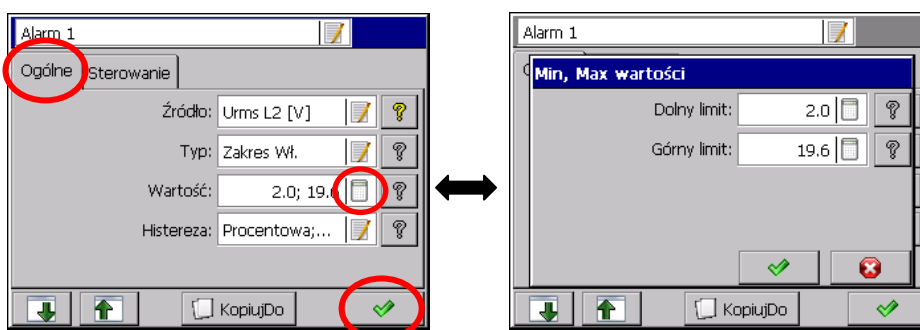 Alarm 1
Ogólne Sterowanie
Źródło: Urms L2 [V]
Typ: Zakres Wł.
Wartość: 2.0; 19.6
Histereza: Procentowa;...
KopiujDo
Alarm 1
Min, Max wartości
Dolny limit: 2.0
Górny limit: 19.6
KopiujDo